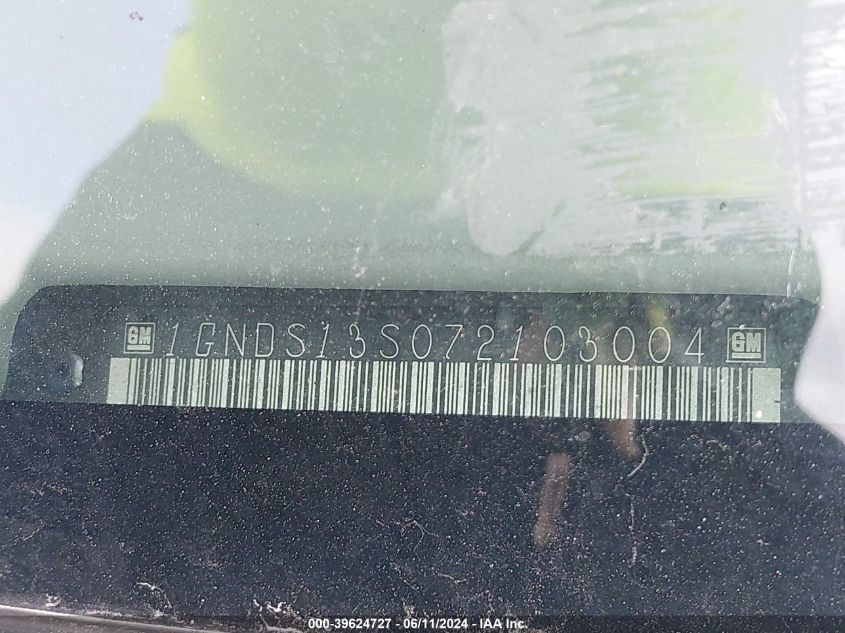 GM 1GNDS13S072103004 GM
000-39624727 - 06/11/2024 - IAA Inc.